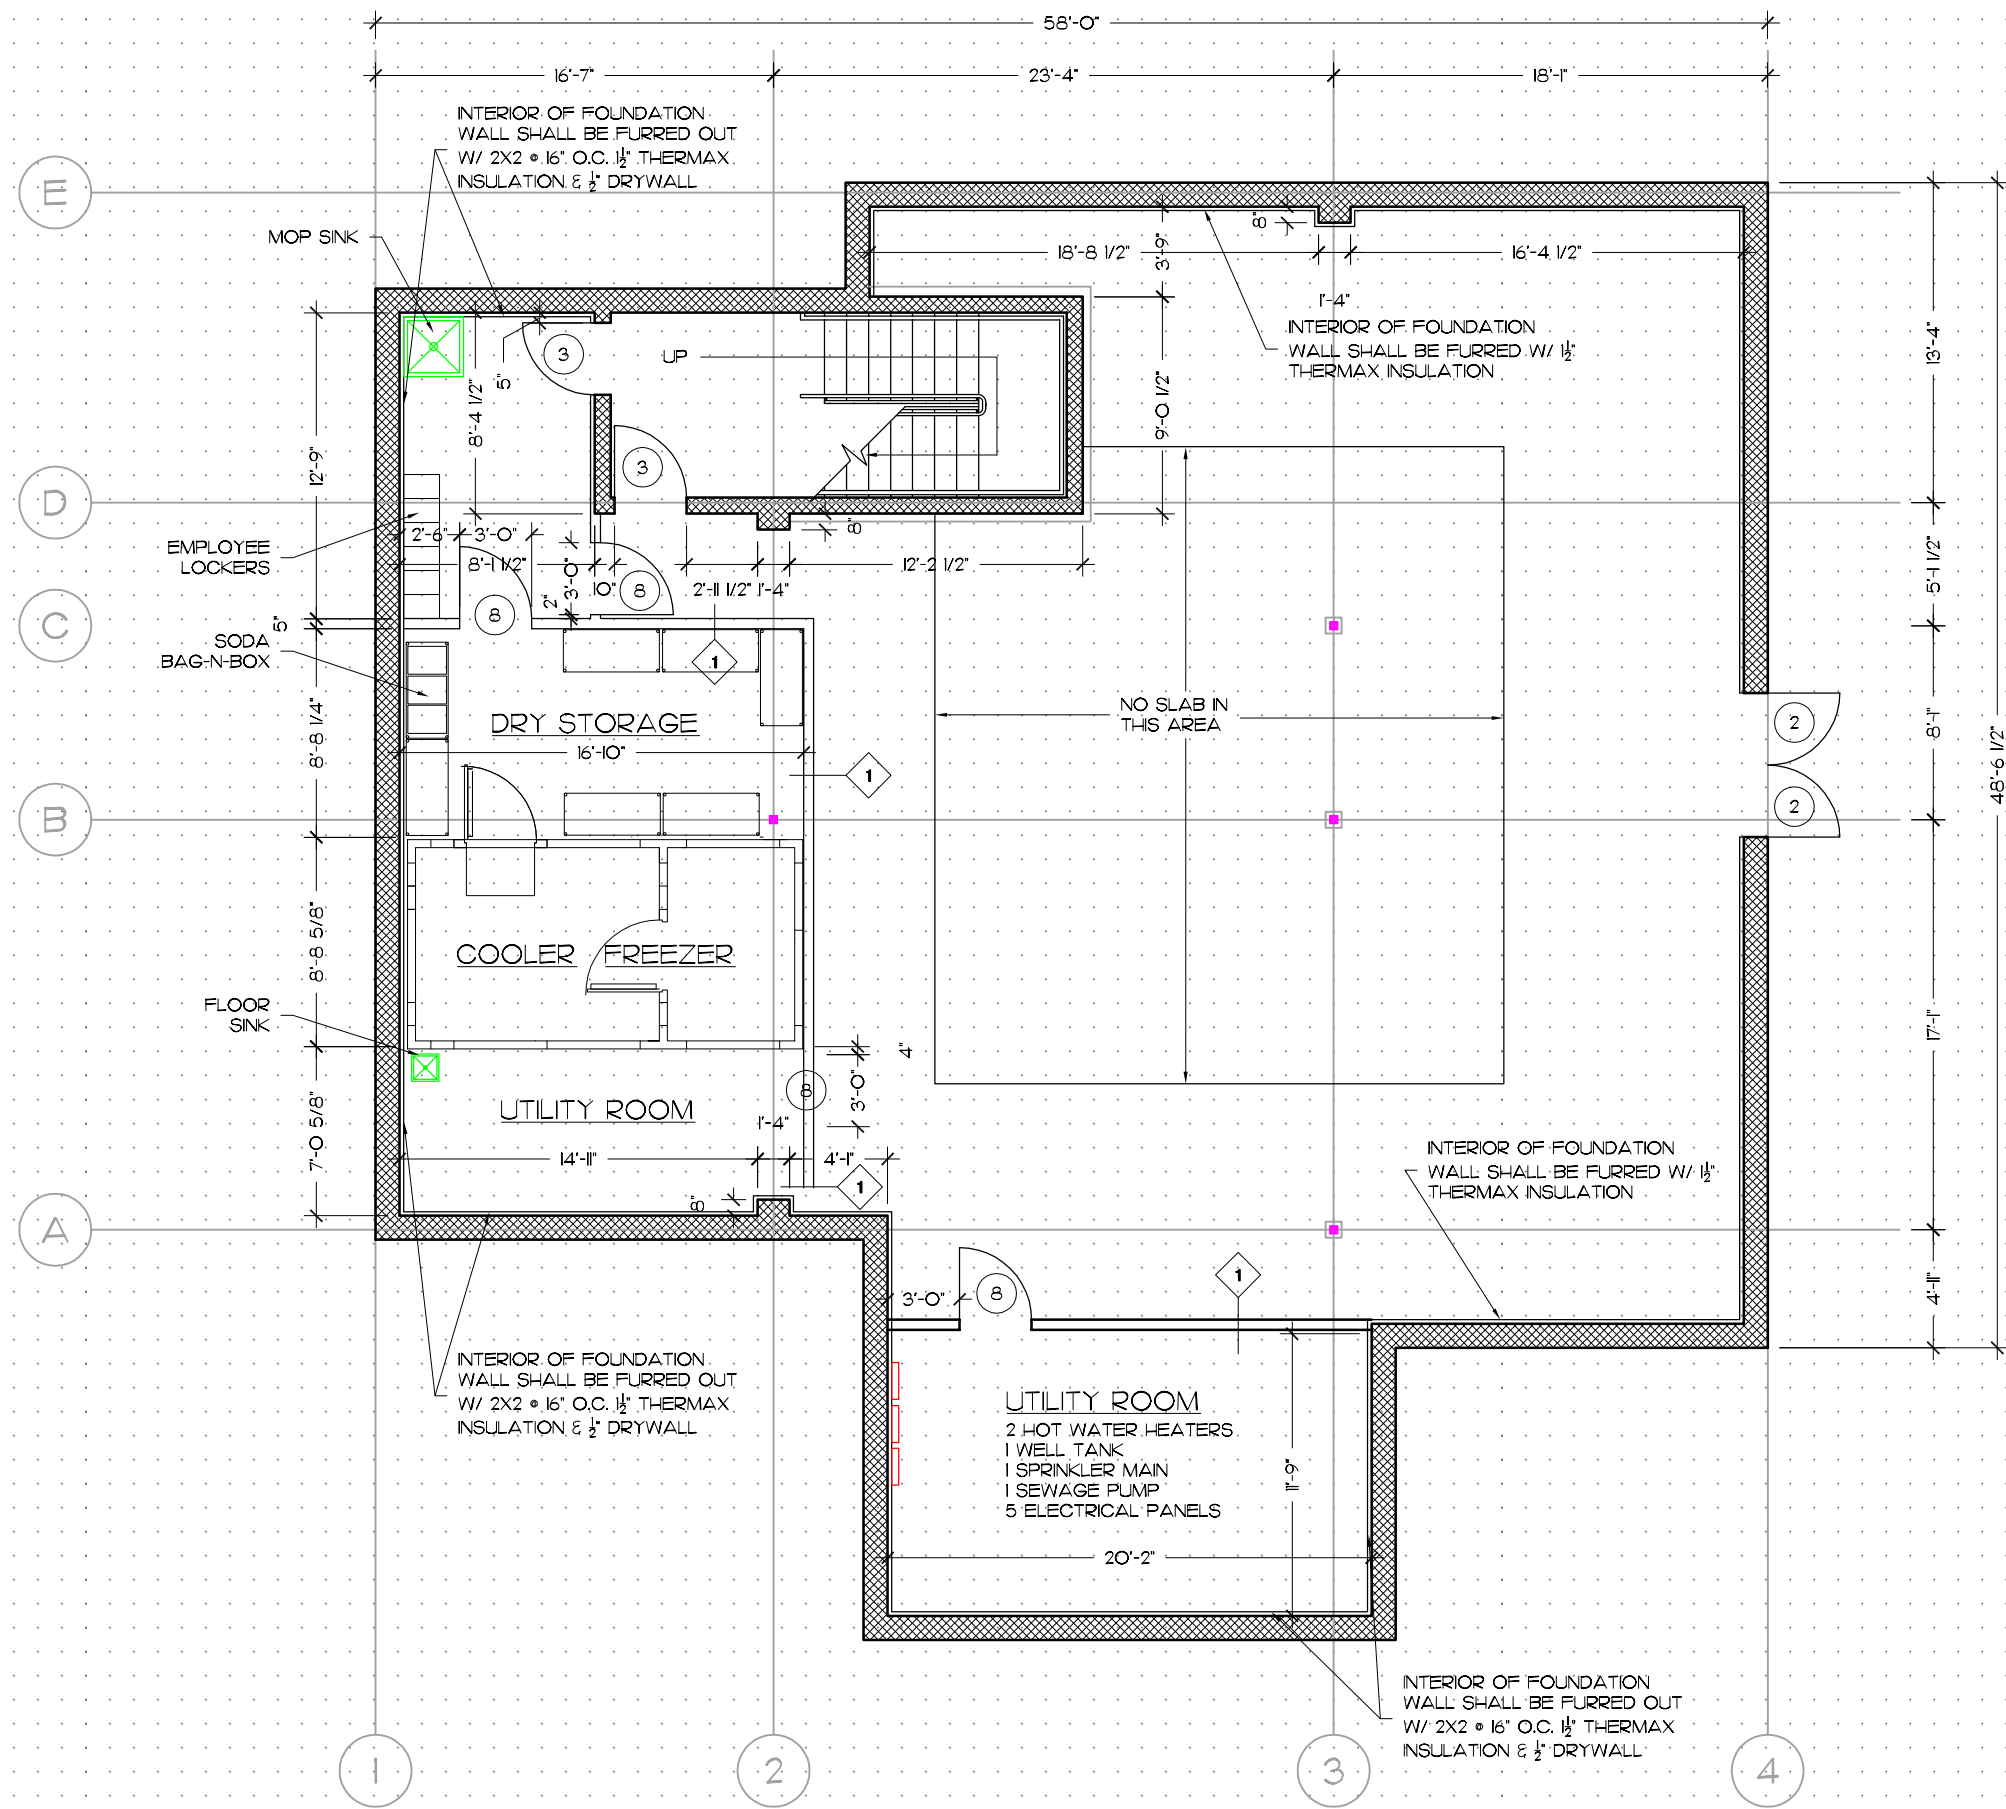 58'-0"
16'-7"
23'-4"
18'-1"
INTERIOR OF FOUNDATION
WALL SHALL BE FURRED OUT
W/ 2X2 @ 16" O.C. 1½" THERMAX
INSULATION & ½" DRYWALL
E
MOP SINK
8"
18'-8 1/2"
3'-9"
16'-4 1/2"
1'-4"
INTERIOR OF FOUNDATION
WALL SHALL BE FURRED W/ 1½"
THERMAX INSULATION
13'-4"
3
UP
5"
8'-4 1/2"
9'-0 1/2"
12'-9"
3
D
8"
2'-6"
3'-0"
EMPLOYEE
LOCKERS
8'-1 1/2"
12'-2 1/2"
5'-1 1/2"
3'-0"
10"
8
2'-11 1/2"
1'-4"
2"
8
C
5"
SODA
BAG-N-BOX
1
NO SLAB IN
THIS AREA
DRY STORAGE
8'-8 1/4"
16'-10"
1
2
8'-1"
48'-6 1/2"
2
B
8'-8 5/8"
COOLER
FREEZER
FLOOR
SINK
17'-1"
4"
8
3'-0"
UTILITY ROOM
7'-0 5/8"
1'-4"
14'-11"
4'-1"
1
8"
INTERIOR OF FOUNDATION
WALL SHALL BE FURRED W/ 1½"
THERMAX INSULATION
A
1
4'-11"
3'-0"
8
INTERIOR OF FOUNDATION
WALL SHALL BE FURRED OUT
W/ 2X2 @ 16" O.C. 1½" THERMAX
INSULATION & ½" DRYWALL
UTILITY ROOM
2 HOT WATER HEATERS
1 WELL TANK
1 SPRINKLER MAIN
1 SEWAGE PUMP
5 ELECTRICAL PANELS
11'-9"
20'-2"
INTERIOR OF FOUNDATION
WALL SHALL BE FURRED OUT
W/ 2X2 @ 16" O.C. 1½" THERMAX
INSULATION & ½" DRYWALL
1
2
3
4